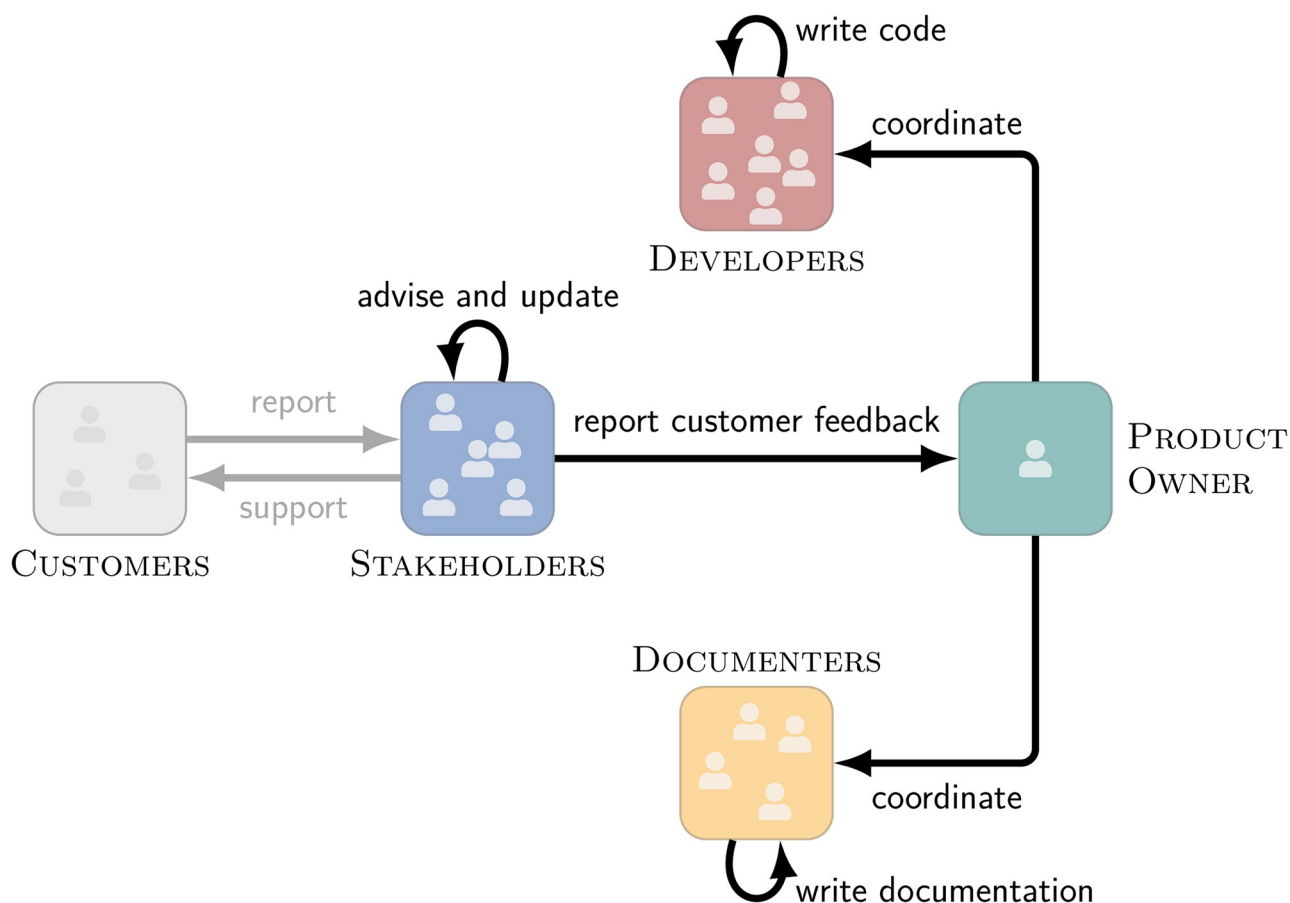 write code
coordinate
DEVELOPERS
advise and update
report
report customer feedback
PRODUCT
OWNER
support
CUSTOMERS
STAKEHOLDERS
DOCUMENTERS
coordinate
write documentation